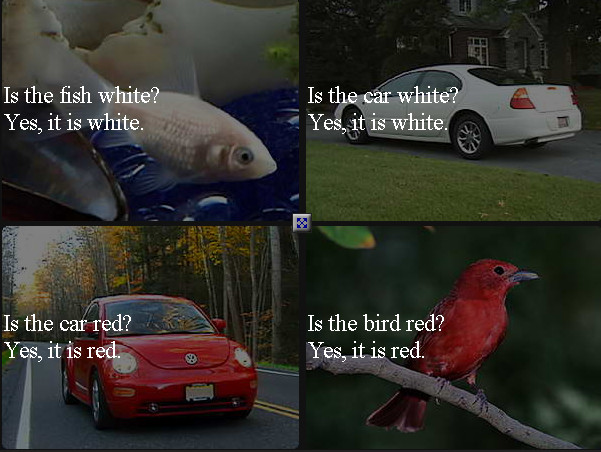 Is the fish white?
Yes, it is white.
Is the car white?
Yes, it is white.
Is the car red?
Yes, it is red.
Is the bird red?
Yes, it is red.